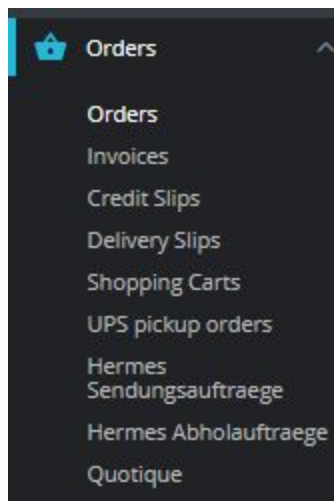 Orders
Orders
Invoices
Credit Slips
Delivery Slips
Shopping Carts
UPS pickup orders
Hermes
Sendungsauftraege
Hermes Abholauftraege
Quotique